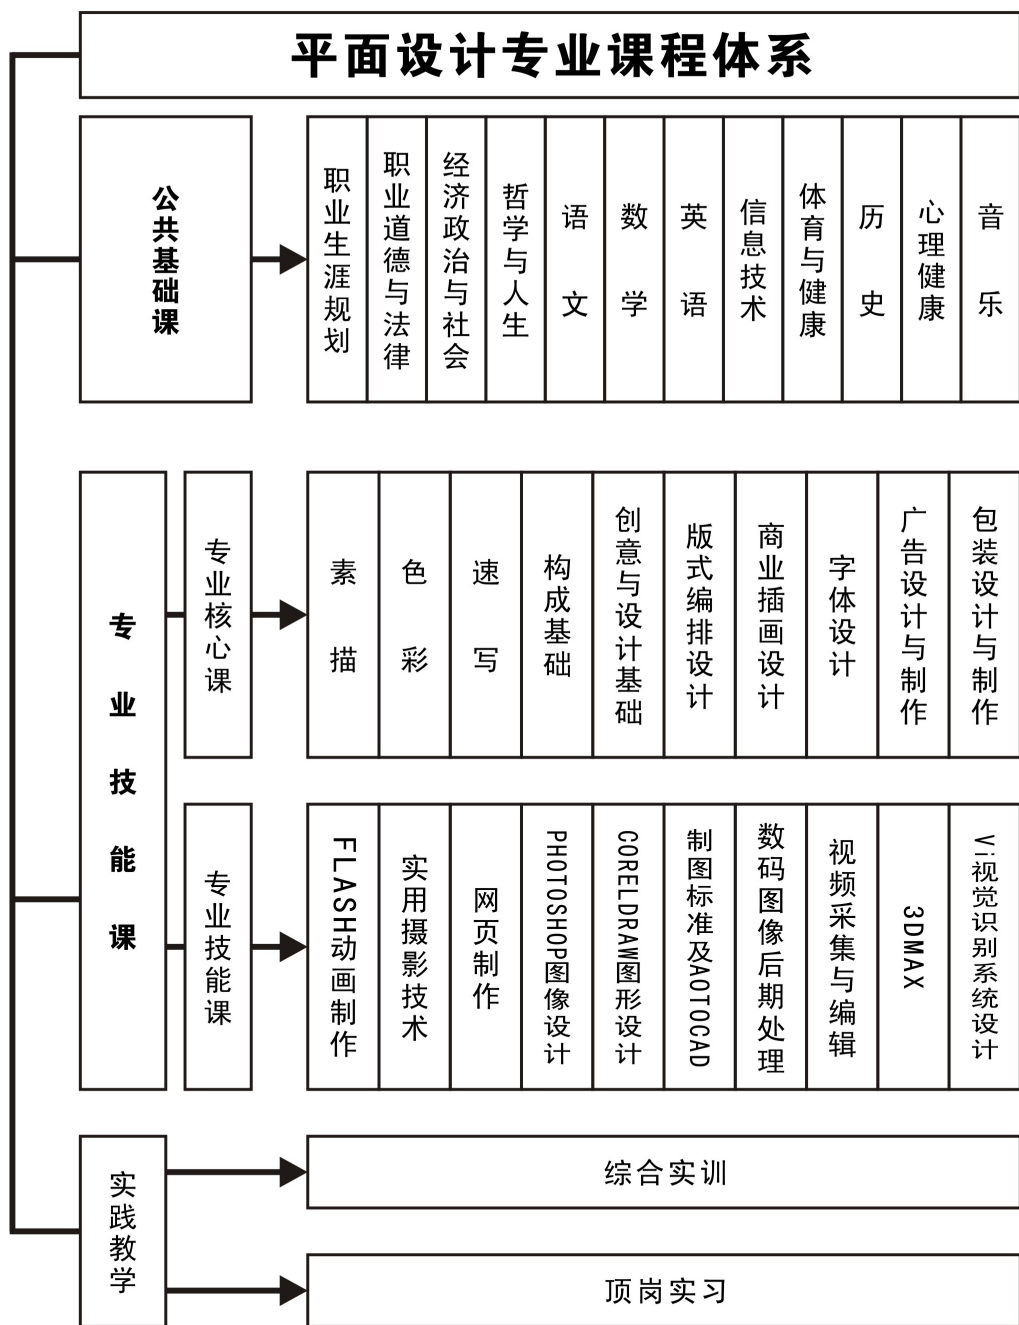 平面设计专业课程体系
公共基础课
职业生涯规划
职业道德与法律
经济政治与社会
哲学与人生
语文
数学
英语
信息技术
体育与健康
历史
心理健康
音乐
专业技能课
专业核心课
素描
色彩
速写
构成基础
创意与设计基础
版式编排设计
商业插画设计
字体设计
广告设计与制作
包装设计与制作
专业技能课
FLASH动画制作
实用摄影技术
网页制作
PHOTOSHOP图像设计
CORELDRAW图形设计
制图标准及AOTOCAD
数码图像后期处理
视频采集与编辑
3DMAX
Vi视觉识别系统设计
实践教学
综合实训
顶岗实习